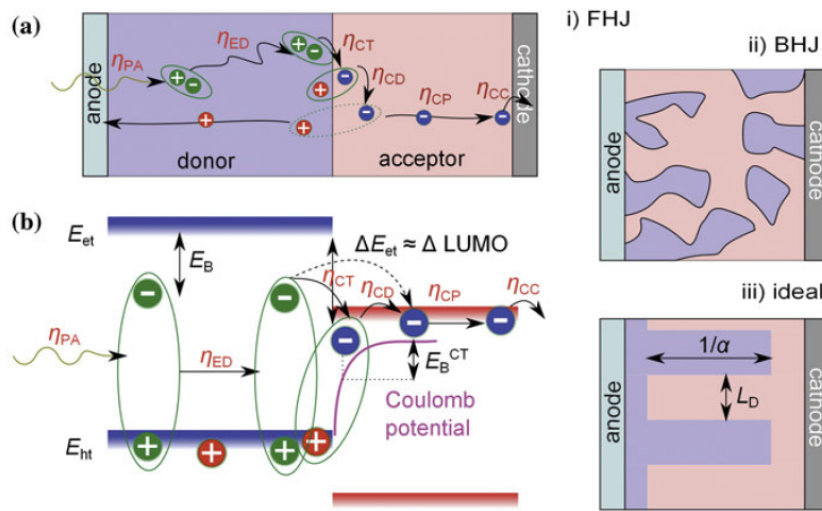 (a)
η_PA
η_ED
η_CT
η_CD
η_CP
η_CC
anode
donor
acceptor
cathode
(b)
E_et
E_B
ΔE_et ≈ Δ LUMO
η_CT
η_CD
η_CP
η_CC
η_PA
η_ED
E_B^CT
Coulomb
potential
E_ht
i) FHJ
ii) BHJ
anode
cathode
iii) ideal
1/α
L_D
anode
cathode